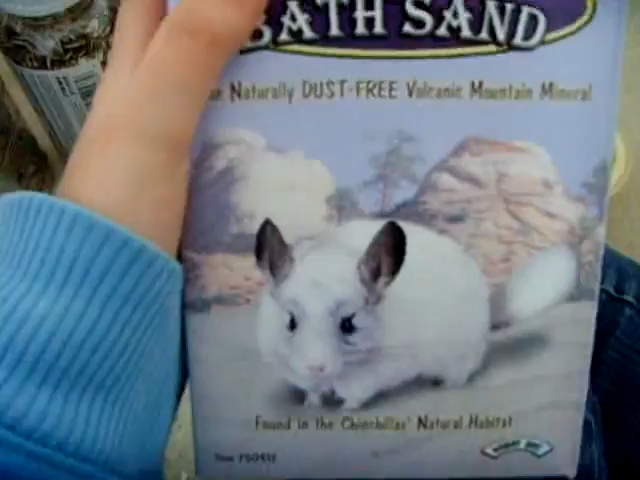 BATH SAND
Naturally DUST-FREE Volcanic Mountain Mineral
Found in the Chinchillas' Natural Habitat